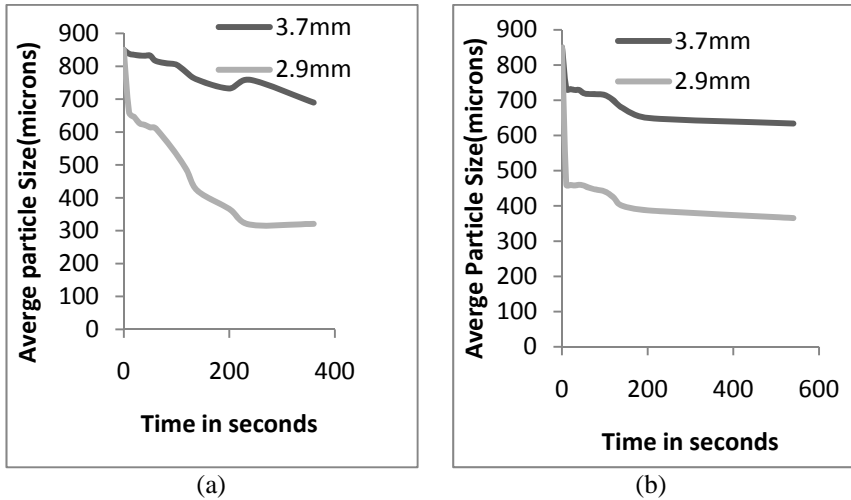 Averge particle Size(microns)
900
800
700
600
500
400
300
200
100
0
3.7mm
2.9mm
0 200 400
Time in seconds
(a)
Averge Particle Size(microns)
900
800
700
600
500
400
300
200
100
0
3.7mm
2.9mm
0 200 400 600
Time in seconds
(b)